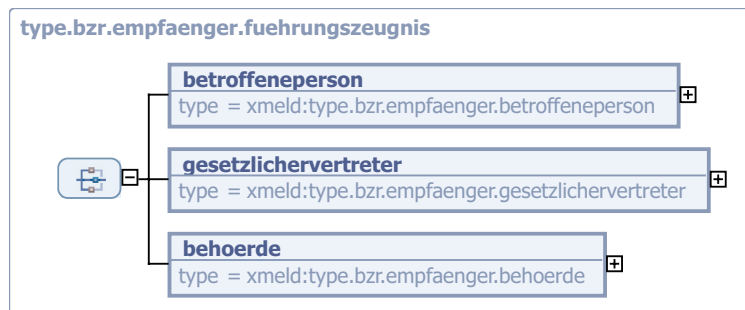 type.bzr.empfaenger.fuehrungszeugnis
betroffeneperson
type = xmeld:type.bzr.empfaenger.betroffeneperson
gesetzlichervertreter
type = xmeld:type.bzr.empfaenger.gesetzlichervertreter
behoerde
type = xmeld:type.bzr.empfaenger.behoerde